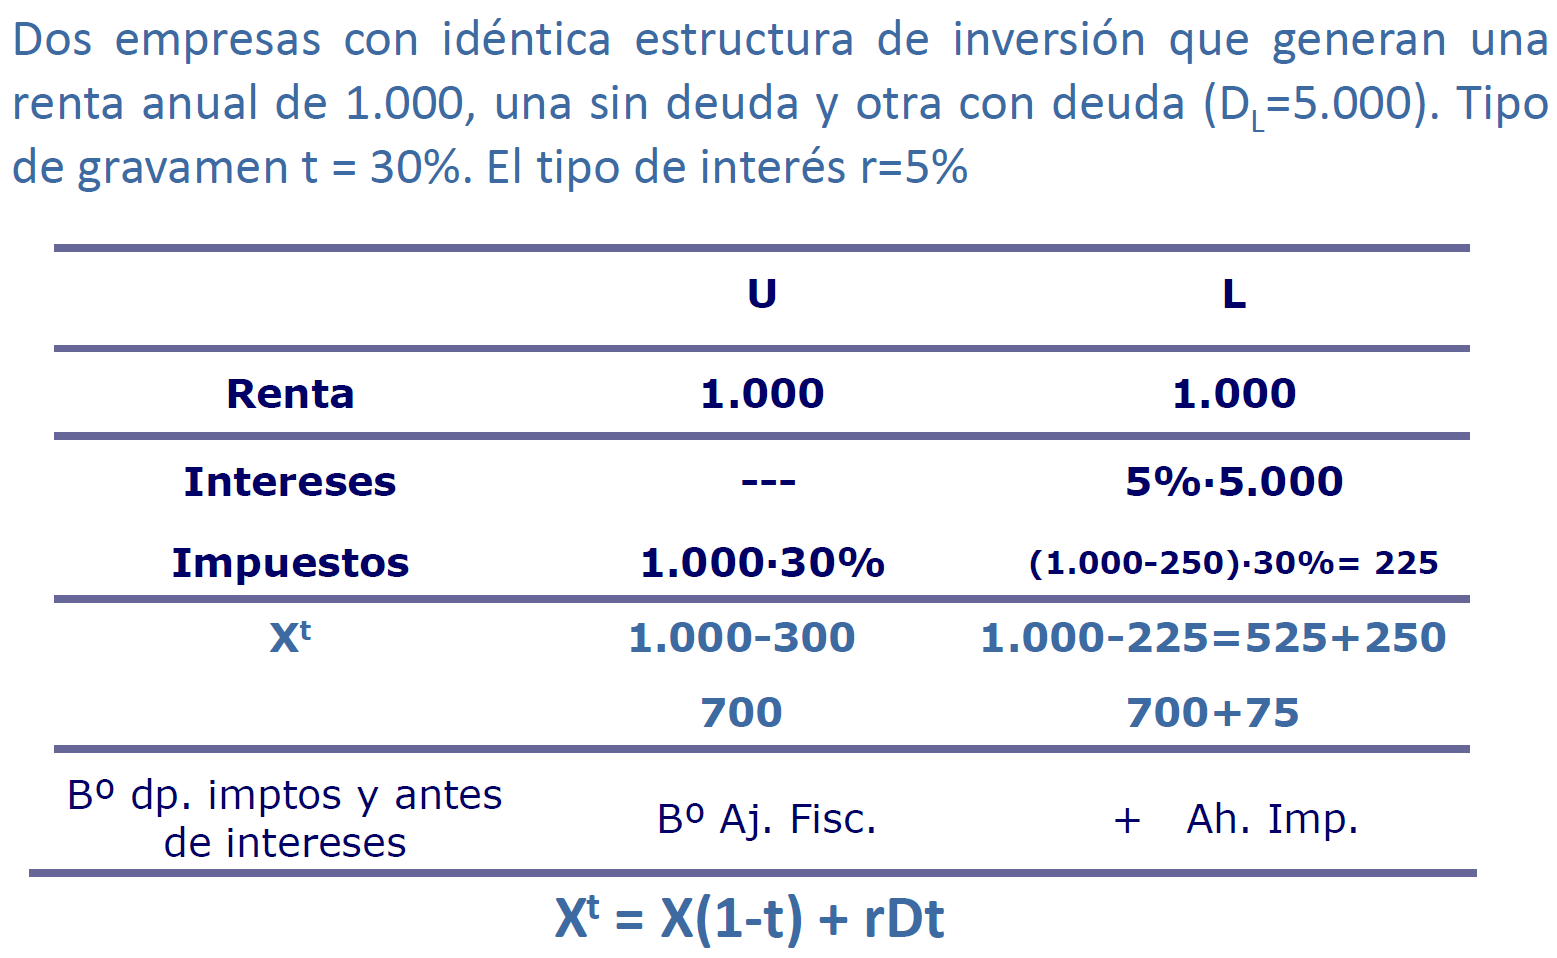 Dos empresas con idéntica estructura de inversión que generan una
renta anual de 1.000, una sin deuda y otra con deuda (D_L=5.000). Tipo
de gravamen t = 30%. El tipo de interés r=5%
U L
Renta 1.000 1.000
Intereses --- 5%·5.000
Impuestos 1.000·30% (1.000-250)·30%= 225
X^t 1.000-300 1.000-225=525+250
700 700+75
Bº dp. imptos y antes
de intereses
Bº Aj. Fisc. + Ah. Imp.
X^t = X(1-t) + rDt